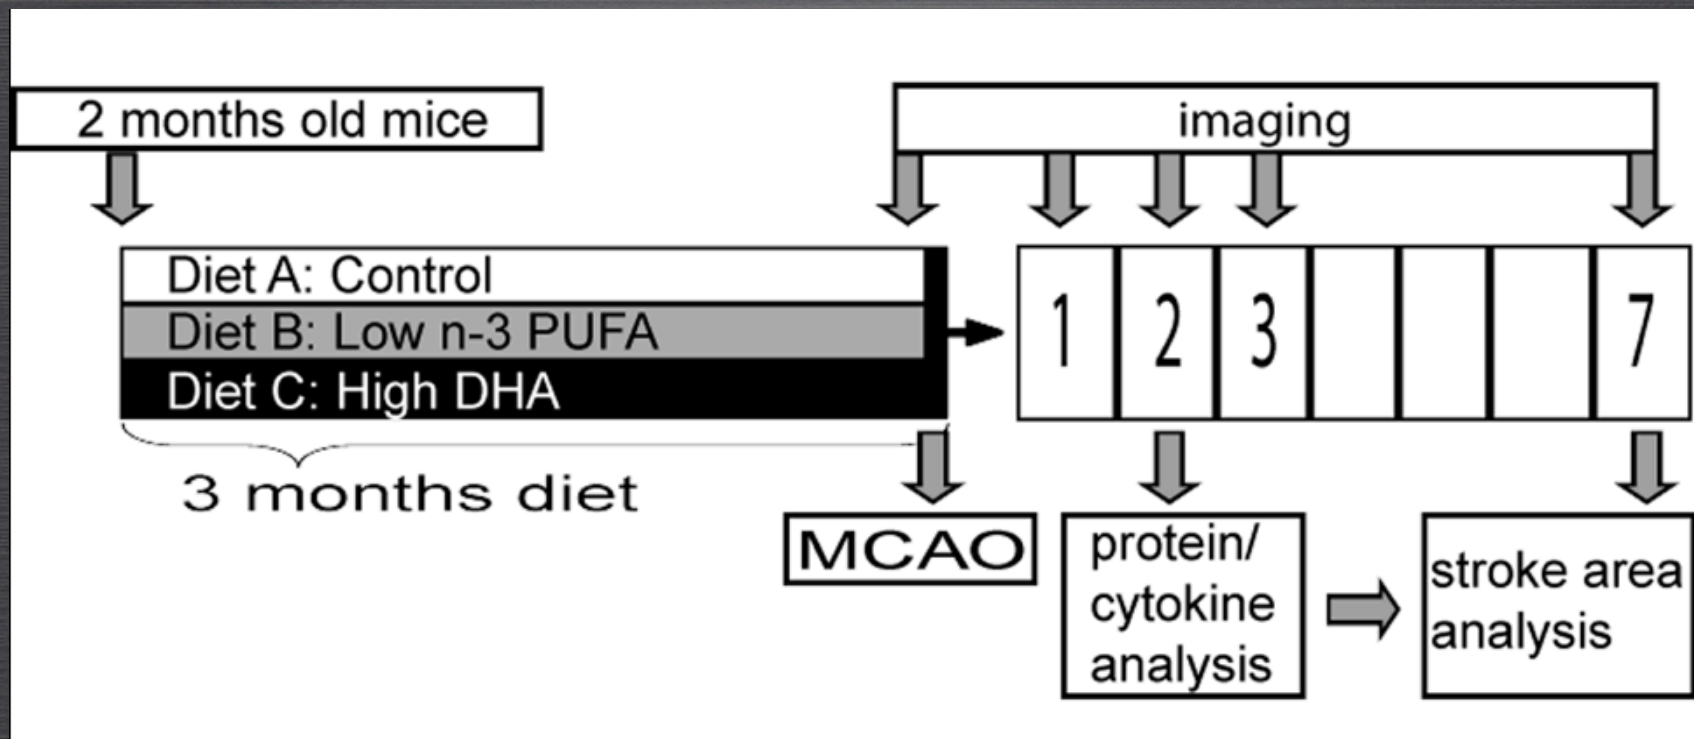 2 months old mice
imaging
Diet A: Control
Diet B: Low n-3 PUFA
Diet C: High DHA
1
2
3
7
3 months diet
MCAO
protein/
cytokine
analysis
stroke area
analysis